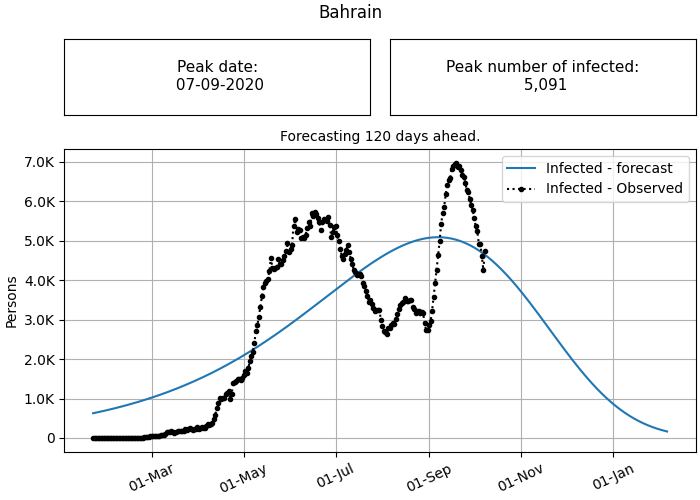 Bahrain
Peak date:
07-09-2020
Peak number of infected:
5,091
Forecasting 120 days ahead.
Infected - forecast
Infected - Observed
7.0K
6.0K
5.0K
4.0K
3.0K
2.0K
1.0K
0
Persons
01-Mar
01-May
01-Jul
01-Sep
01-Nov
01-Jan